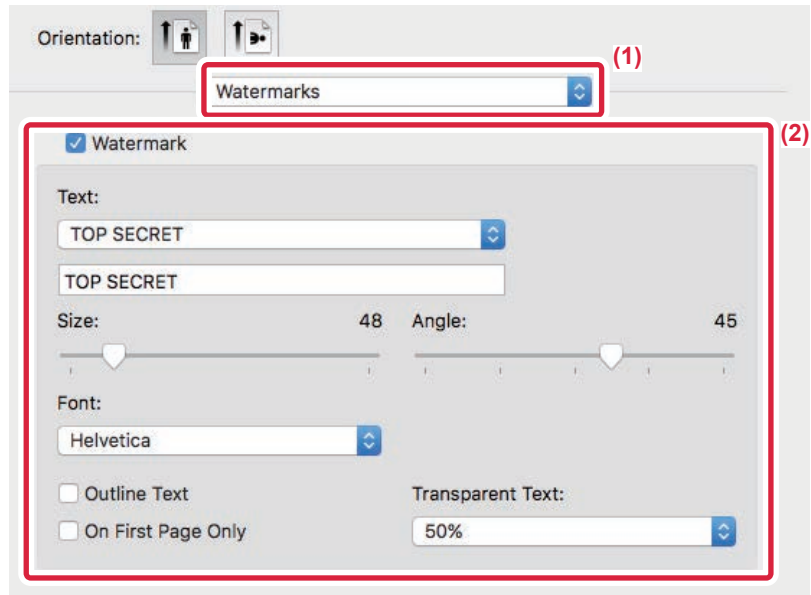 Orientation:
(1)
Watermarks
(2)
Watermark
Text:
TOP SECRET
TOP SECRET
Size: 48 Angle: 45
Font:
Helvetica
Outline Text Transparent Text:
On First Page Only 50%